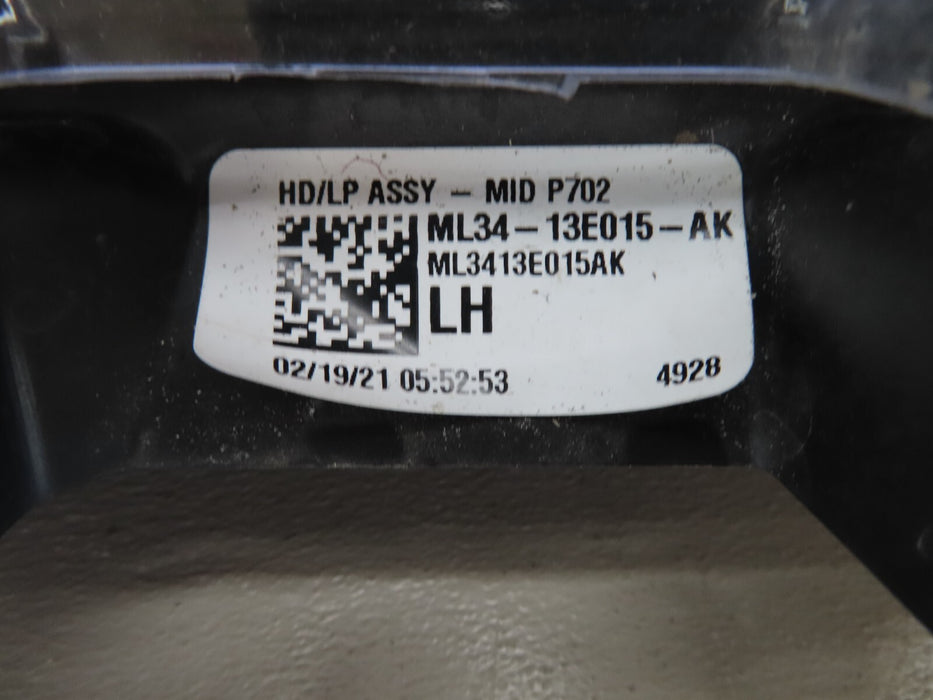 HD/LP ASSY - MID P702
ML34-13E015-AK
ML3413E015AK
LH
02/19/21 05:52:53 4928